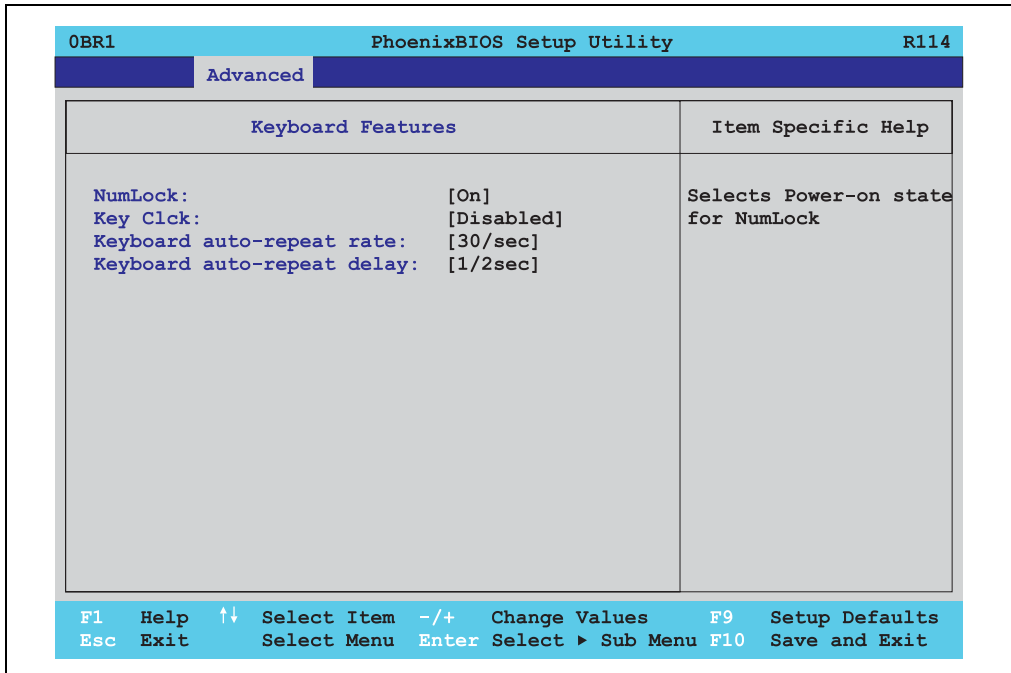 0BR1 PhoenixBIOS Setup Utility R114
Advanced
Keyboard Features Item Specific Help
NumLock: [On] Selects Power-on state
Key Clck: [Disabled] for NumLock
Keyboard auto-repeat rate: [30/sec]
Keyboard auto-repeat delay: [1/2sec]
F1 Help ↑↓ Select Item -/+ Change Values F9 Setup Defaults
Esc Exit Select Menu Enter Select ▶ Sub Menu F10 Save and Exit